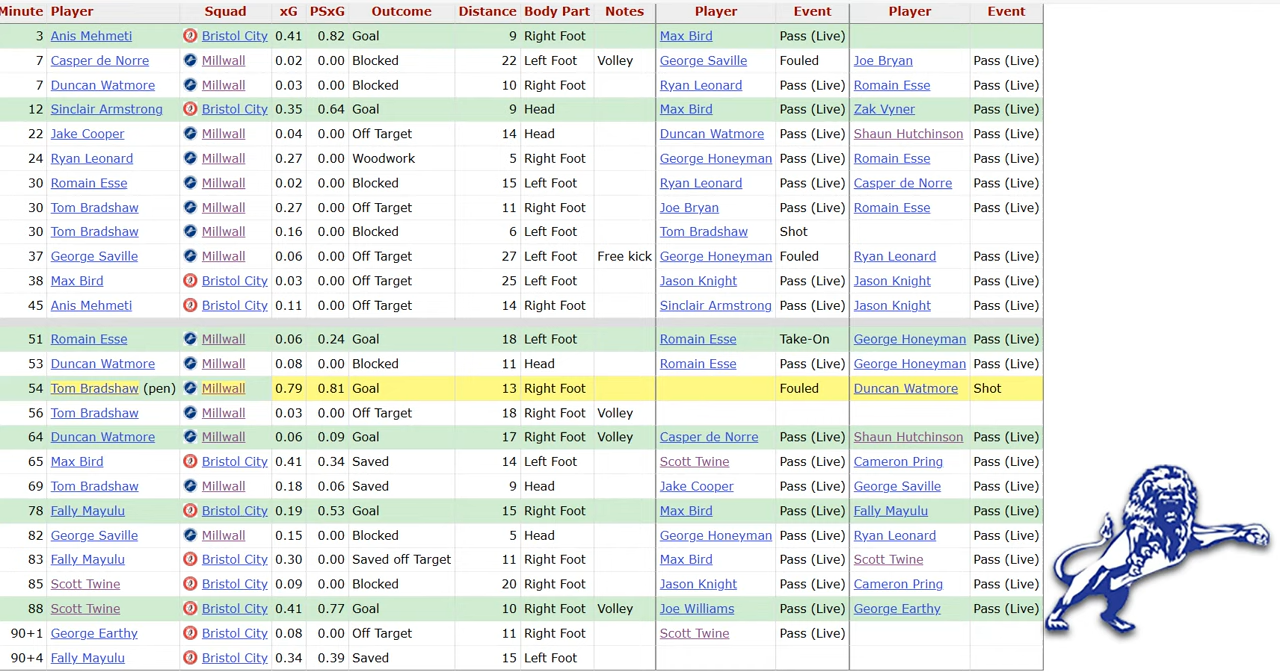 Minute Player Squad xG PSxG Outcome Distance Body Part Notes Player Event Player Event
3 Anis Mehmeti Bristol City 0.41 0.82 Goal 9 Right Foot Max Bird Pass (Live)
7 Casper de Norre Millwall 0.02 0.00 Blocked 22 Left Foot Volley George Saville Fouled Joe Bryan Pass (Live)
7 Duncan Watmore Millwall 0.03 0.00 Blocked 10 Right Foot Ryan Leonard Pass (Live) Romain Esse Pass (Live)
12 Sinclair Armstrong Bristol City 0.35 0.64 Goal 9 Head Max Bird Pass (Live) Zak Vyner Pass (Live)
22 Jake Cooper Millwall 0.04 0.00 Off Target 14 Head Duncan Watmore Pass (Live) Shaun Hutchinson Pass (Live)
24 Ryan Leonard Millwall 0.27 0.00 Woodwork 5 Right Foot George Honeyman Pass (Live) Romain Esse Pass (Live)
30 Romain Esse Millwall 0.02 0.00 Blocked 15 Left Foot Ryan Leonard Pass (Live) Casper de Norre Pass (Live)
30 Tom Bradshaw Millwall 0.27 0.00 Off Target 11 Right Foot Joe Bryan Pass (Live) Romain Esse Pass (Live)
30 Tom Bradshaw Millwall 0.16 0.00 Blocked 6 Left Foot Tom Bradshaw Shot
37 George Saville Millwall 0.06 0.00 Off Target 27 Left Foot Free kick George Honeyman Fouled Ryan Leonard Pass (Live)
38 Max Bird Bristol City 0.03 0.00 Off Target 25 Left Foot Jason Knight Pass (Live) Jason Knight Pass (Live)
45 Anis Mehmeti Bristol City 0.11 0.00 Off Target 14 Right Foot Sinclair Armstrong Pass (Live) Jason Knight Pass (Live)
51 Romain Esse Millwall 0.06 0.24 Goal 18 Left Foot Romain Esse Take-On George Honeyman Pass (Live)
53 Duncan Watmore Millwall 0.08 0.00 Blocked 11 Head Romain Esse Pass (Live) George Honeyman Pass (Live)
54 Tom Bradshaw (pen) Millwall 0.79 0.81 Goal 13 Right Foot Fouled Duncan Watmore Shot
56 Tom Bradshaw Millwall 0.03 0.00 Off Target 18 Right Foot Volley
64 Duncan Watmore Millwall 0.06 0.09 Goal 17 Right Foot Volley Casper de Norre Pass (Live) Shaun Hutchinson Pass (Live)
65 Max Bird Bristol City 0.41 0.34 Saved 14 Left Foot Scott Twine Pass (Live) Cameron Pring Pass (Live)
69 Tom Bradshaw Millwall 0.18 0.06 Saved 9 Head Jake Cooper Pass (Live) George Saville Pass (Live)
78 Fally Mayulu Bristol City 0.19 0.53 Goal 15 Right Foot Max Bird Pass (Live) Fally Mayulu Pass (Live)
82 George Saville Millwall 0.15 0.00 Blocked 5 Head George Honeyman Pass (Live) Ryan Leonard Pass (Live)
83 Fally Mayulu Bristol City 0.30 0.00 Saved off Target 11 Right Foot Max Bird Pass (Live) Scott Twine Pass (Live)
85 Scott Twine Bristol City 0.09 0.00 Blocked 20 Right Foot Jason Knight Pass (Live) Cameron Pring Pass (Live)
88 Scott Twine Bristol City 0.41 0.77 Goal 10 Right Foot Volley Joe Williams Pass (Live) George Earthy Pass (Live)
90+1 George Earthy Bristol City 0.08 0.00 Off Target 11 Right Foot Scott Twine Pass (Live)
90+4 Fally Mayulu Bristol City 0.34 0.39 Saved 15 Left Foot